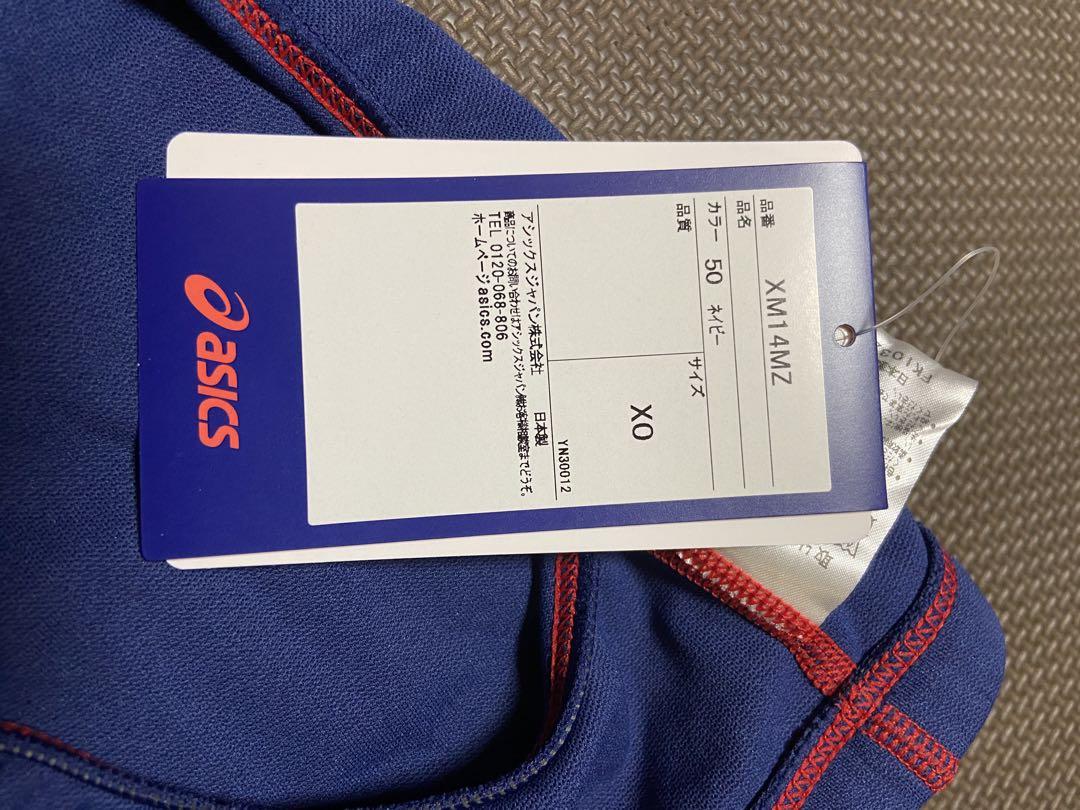 品番 XM14MZ
品名
カラー 50 ネイビー
品質
サイズ
XO
YN30012
アシックスジャパン株式会社 日本製
商品についてのお問い合わせはアシックスジャパン㈱お客様相談室までどうぞ。
TEL 0120-068-806
ホームページ asics.com
asics
日本製